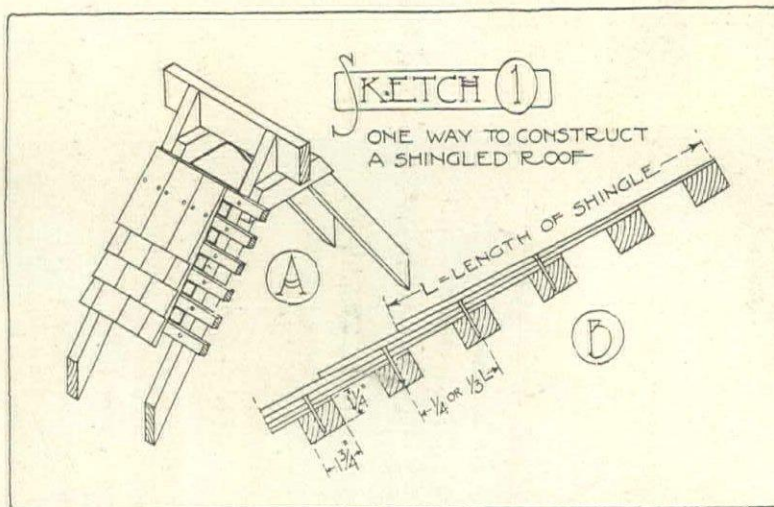 SKETCH 1
ONE WAY TO CONSTRUCT
A SHINGLED ROOF
A
L = LENGTH OF SHINGLE
B
1/4 OR 1/3 L
3/4"
1 3/4"